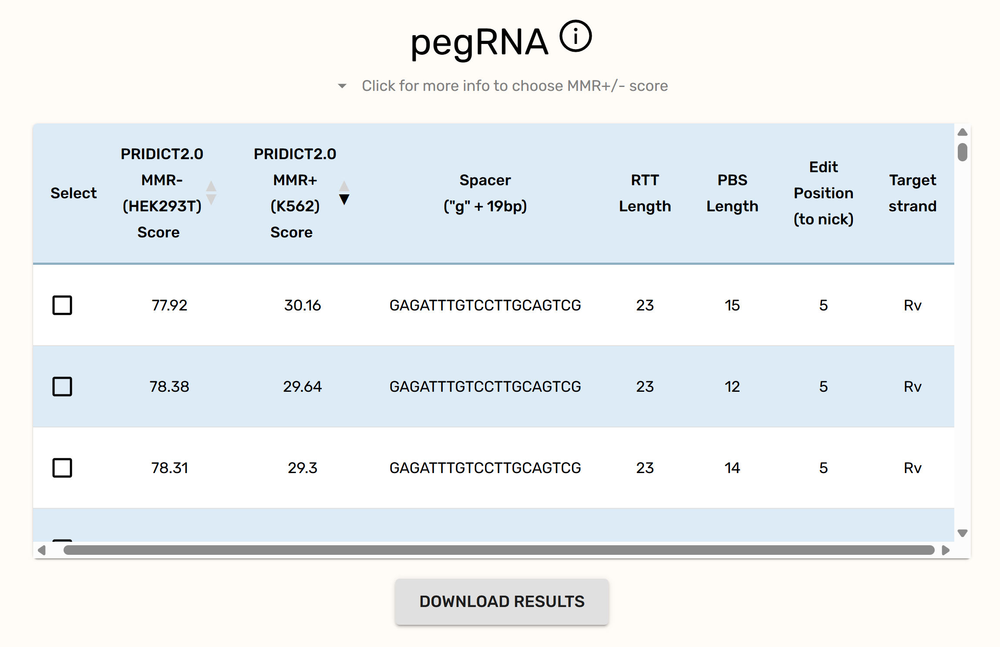 pegRNA
Click for more info to choose MMR+/- score
Select
PRIDICT2.0
MMR-
(HEK293T)
Score
PRIDICT2.0
MMR+
(K562)
Score
Spacer
("g" + 19bp)
RTT
Length
PBS
Length
Edit
Position
(to nick)
Target
strand
77.92 30.16 GAGATTTGTCCTTGCAGTCG 23 15 5 Rv
78.38 29.64 GAGATTTGTCCTTGCAGTCG 23 12 5 Rv
78.31 29.3 GAGATTTGTCCTTGCAGTCG 23 14 5 Rv
DOWNLOAD RESULTS